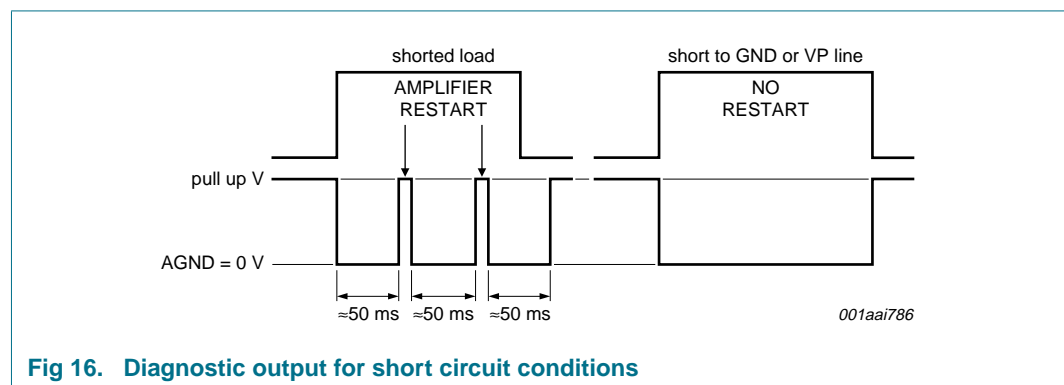 shorted load
short to GND or VP line
AMPLIFIER
RESTART
NO
RESTART
pull up V
AGND = 0 V
≈50 ms ≈50 ms ≈50 ms
001aai786
Fig 16. Diagnostic output for short circuit conditions